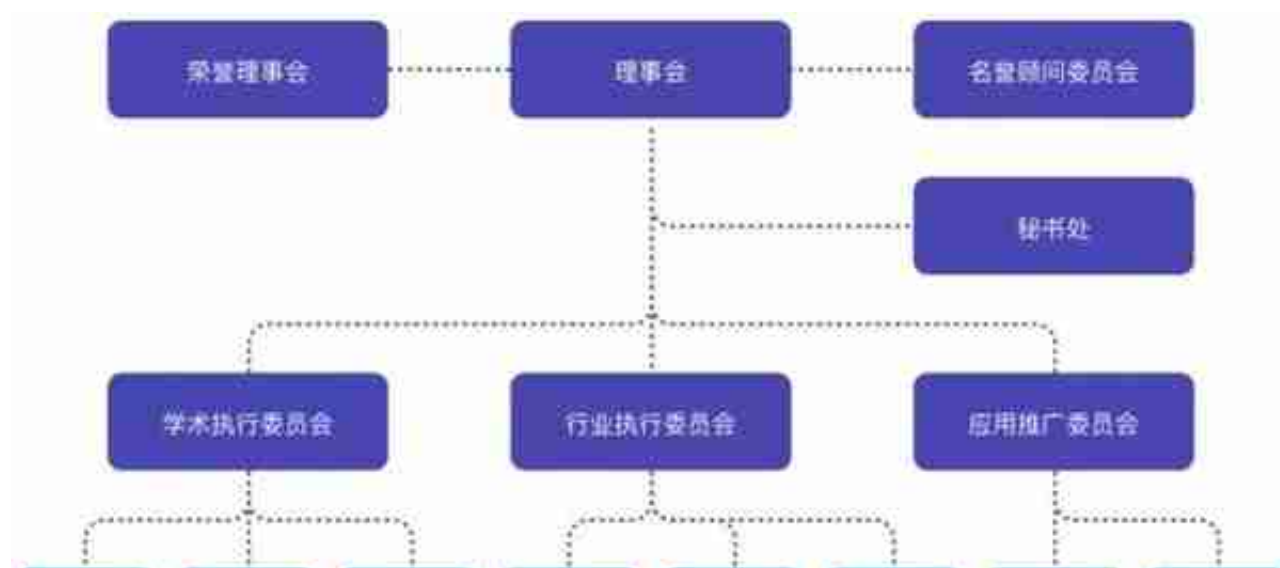 荣誉理事会
理事会
名誉顾问委员会
秘书处
学术执行委员会
行业执行委员会
应用推广委员会